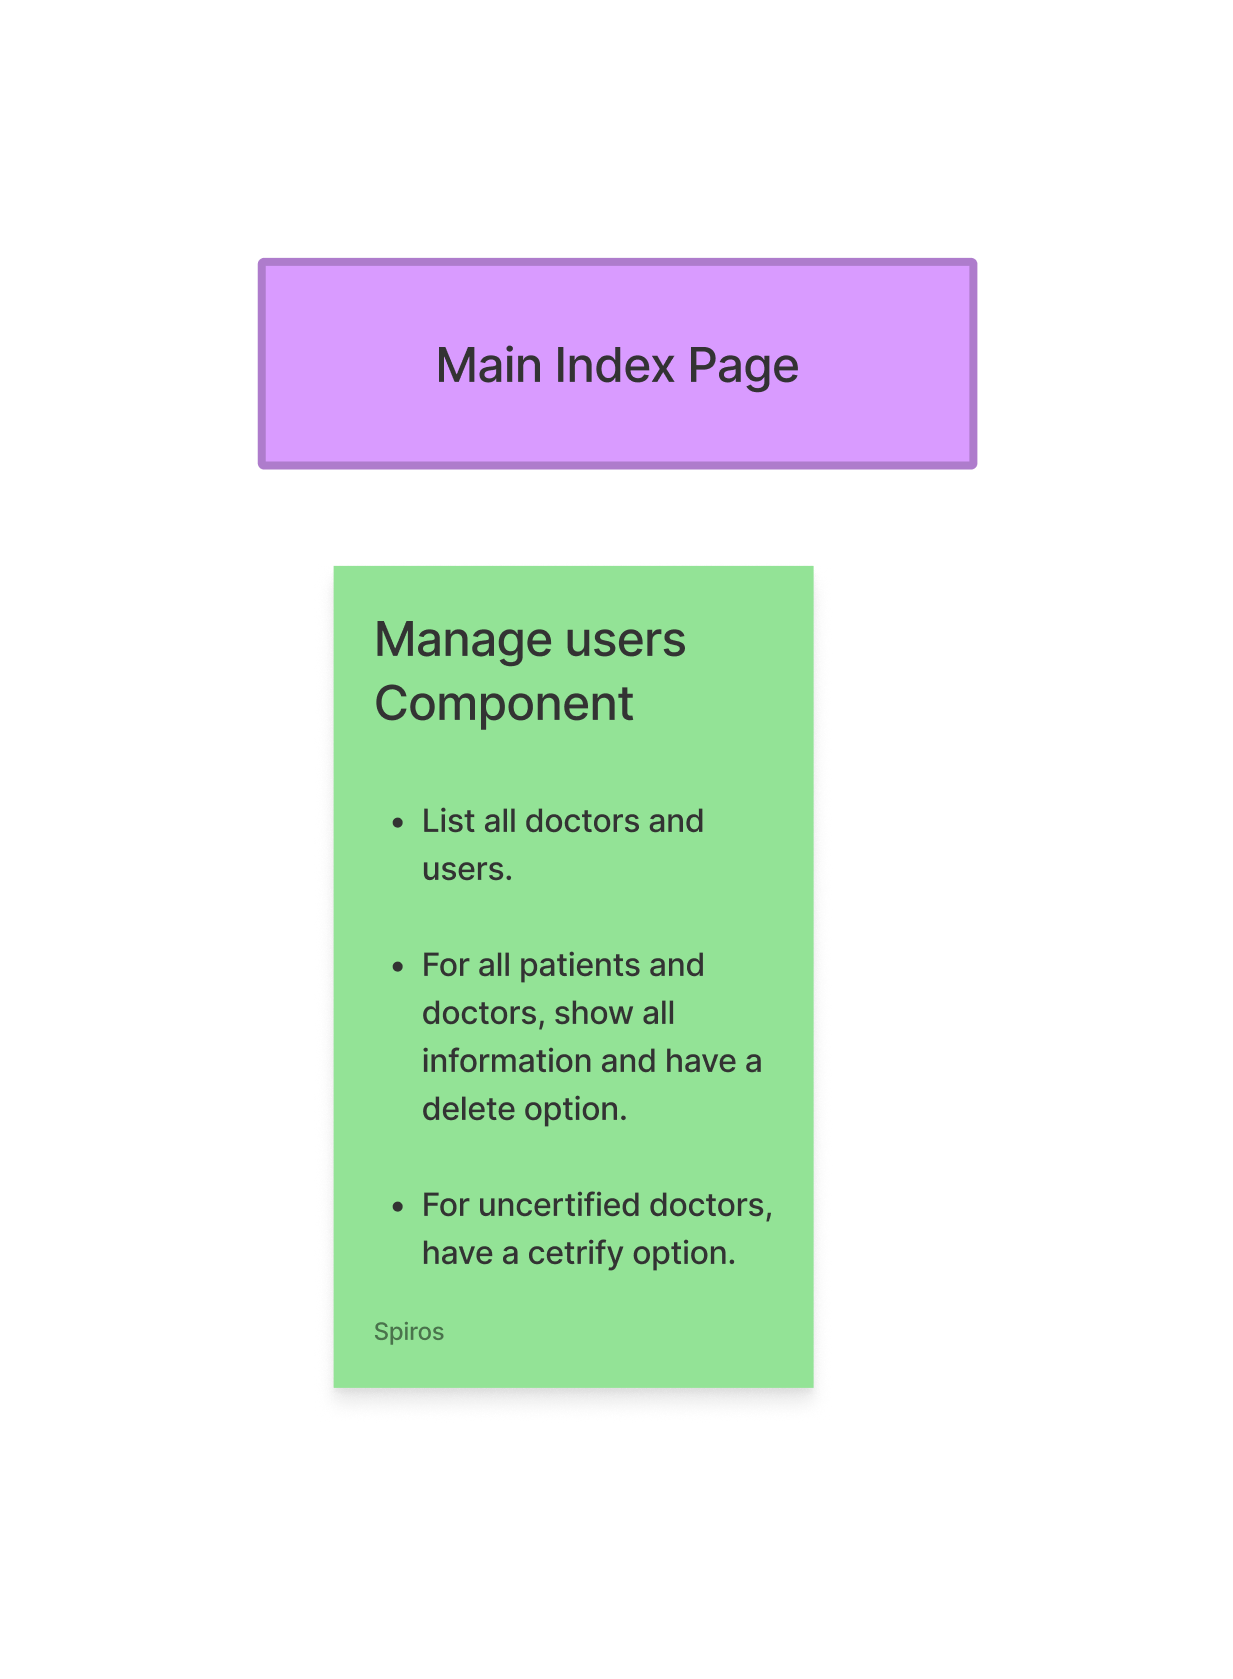 Main Index Page
Manage users
Component
• List all doctors and
users.
• For all patients and
doctors, show all
information and have a
delete option.
• For uncertified doctors,
have a cetrify option.
Spiros